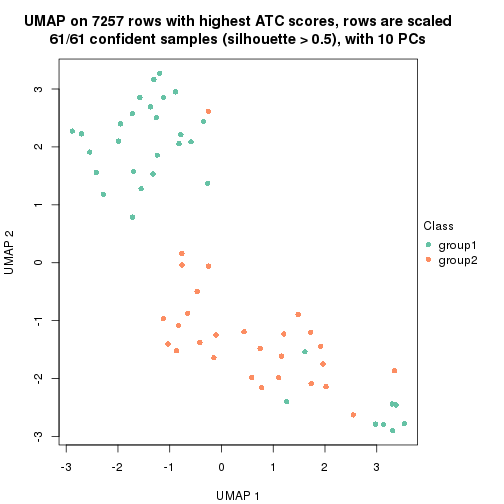 UMAP on 7257 rows with highest ATC scores, rows are scaled
61/61 confident samples (silhouette > 0.5), with 10 PCs
3
2
1
0
-1
-2
-3
UMAP 2
-3
-2
-1
0
1
2
3
UMAP 1
Class
group1
group2